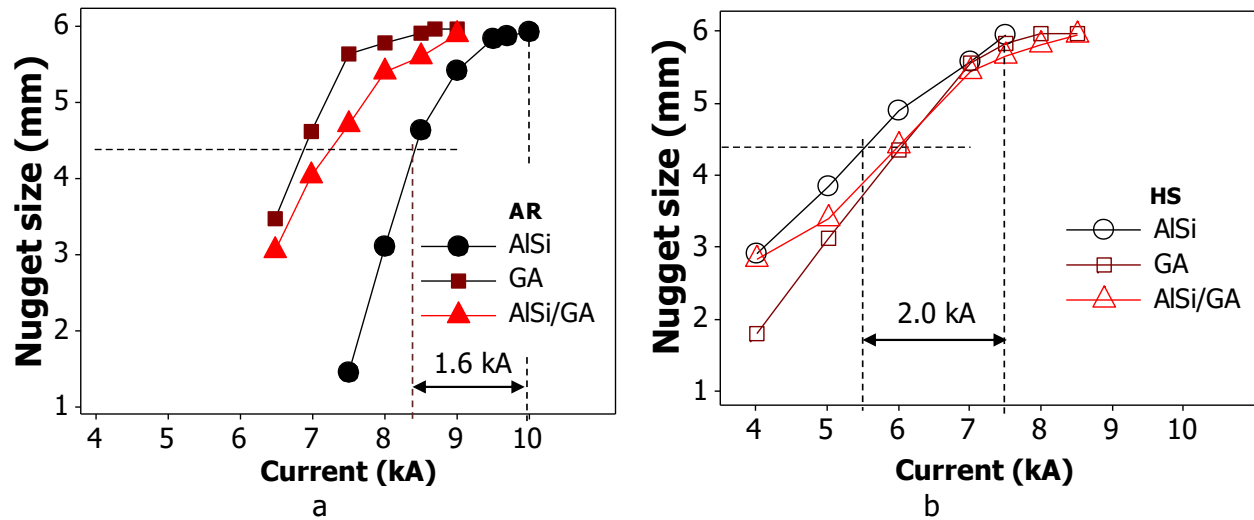 Nugget size (mm)
6
5
4
3
2
1
AR
AlSi
GA
AlSi/GA
1.6 kA
4 5 6 7 8 9 10
Current (kA)
a
Nugget size (mm)
6
5
4
3
2
1
HS
AlSi
GA
AlSi/GA
2.0 kA
4 5 6 7 8 9 10
Current (kA)
b